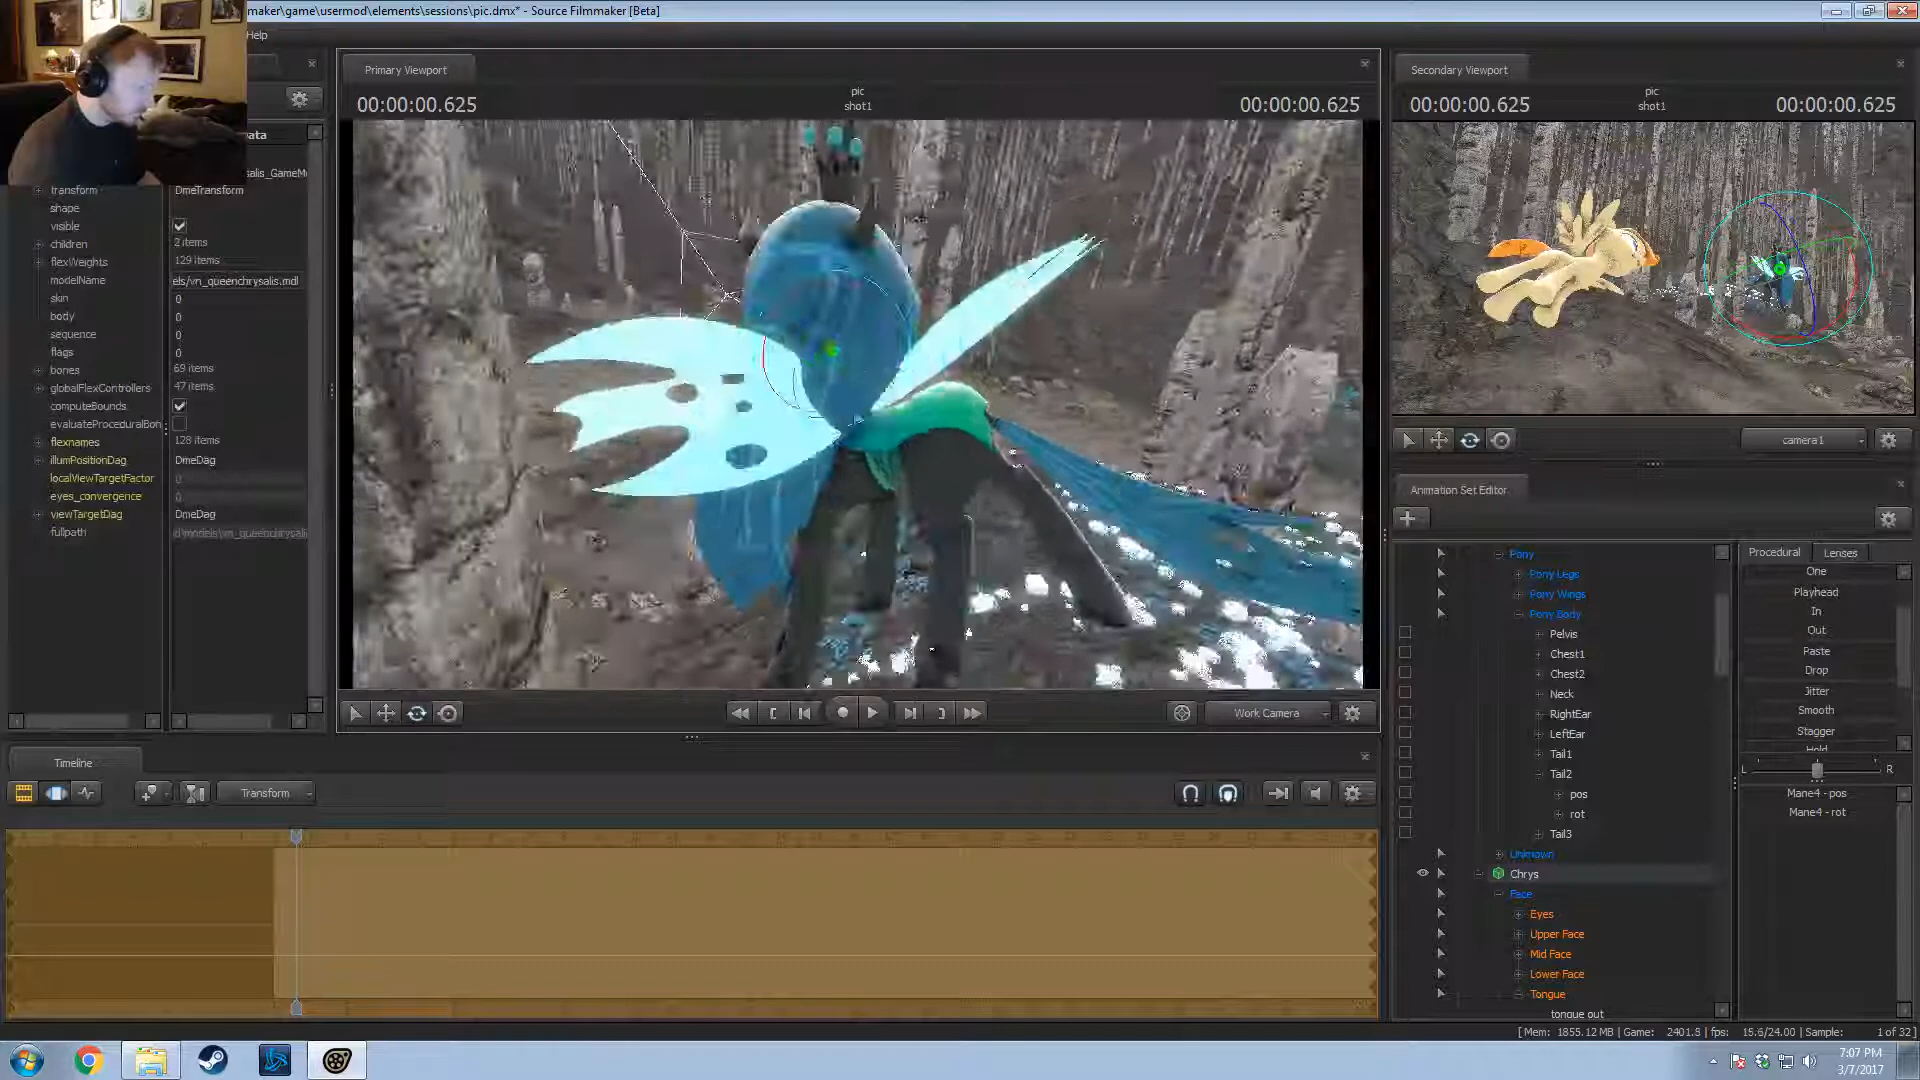 maker\game\usermod\elements\sessions\pic.dmx* - Source Filmmaker [Beta]
Help
Primary Viewport
00:00:00.625
pic
shot1
00:00:00.625
Secondary Viewport
00:00:00.625
pic
shot1
00:00:00.625
ata
salis_GameM
transform DmeTransform
shape
visible
children 2 items
flexWeights 129 items
modelName els/vn_queenchrysalis.mdl
skin 0
body 0
sequence 0
flags 0
bones 69 items
globalFlexControllers 47 items
computeBounds
evaluateProceduralBon
flexnames 128 items
illumPositionDag DmeDag
localViewTargetFactor 0
eyes_convergence 0
viewTargetDag DmeDag
fullpath d\models\vn_queenchrysali
Work Camera
camera1
Animation Set Editor
Pony
Pony Legs
Pony Wings
Pony Body
Pelvis
Chest1
Chest2
Neck
RightEar
LeftEar
Tail1
Tail2
pos
rot
Tail3
Unknown
Chrys
Face
Eyes
Upper Face
Mid Face
Lower Face
Tongue
tongue out
Procedural Lenses
One
Playhead
In
Out
Paste
Drop
Jitter
Smooth
Stagger
Hold
L R
Mane4 - pos
Mane4 - rot
Timeline
Transform
[ Mem: 1855.12 MB | Game: 2401.8 | fps: 15.6/24.00 | Sample: 1 of 32 ]
7:07 PM
3/7/2017